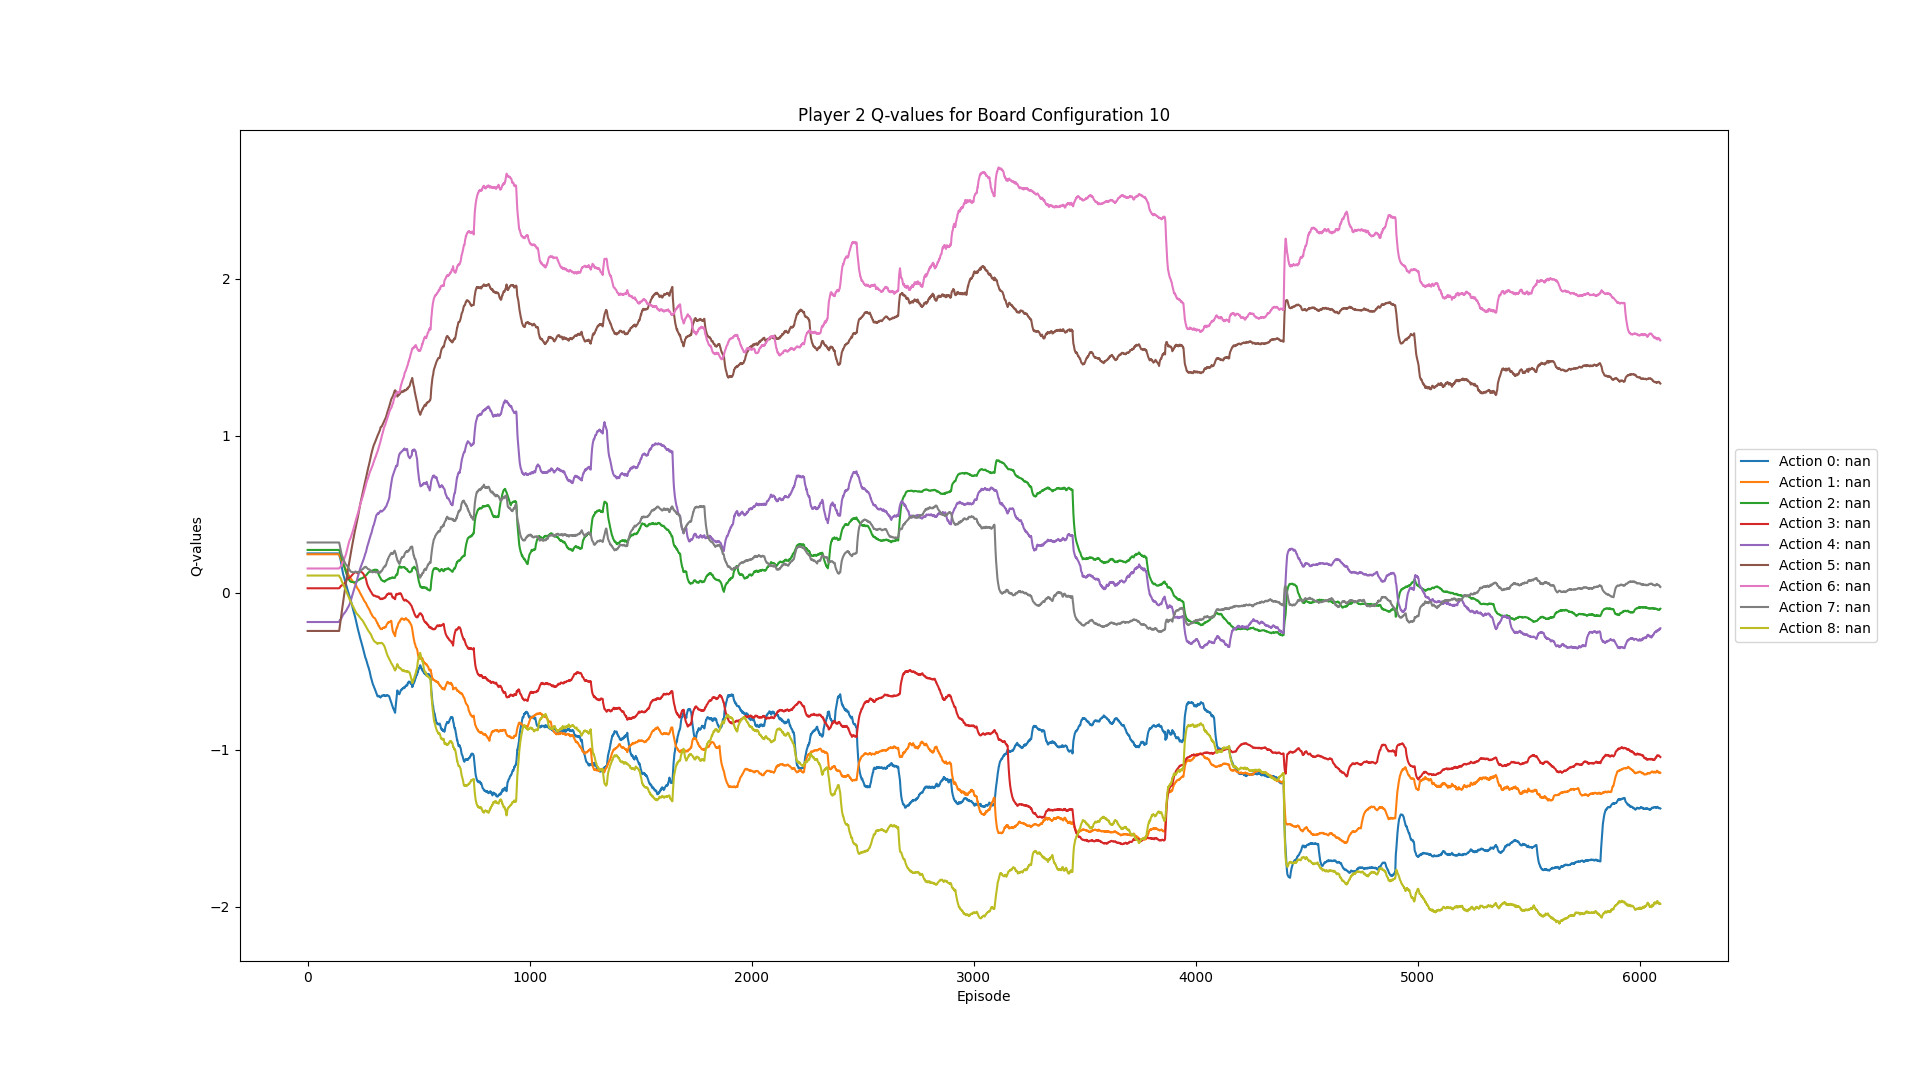 Player 2 Q-values for Board Configuration 10
Q-values
2
1
0
−1
−2
0
1000
2000
3000
4000
5000
6000
Episode
Action 0: nan
Action 1: nan
Action 2: nan
Action 3: nan
Action 4: nan
Action 5: nan
Action 6: nan
Action 7: nan
Action 8: nan